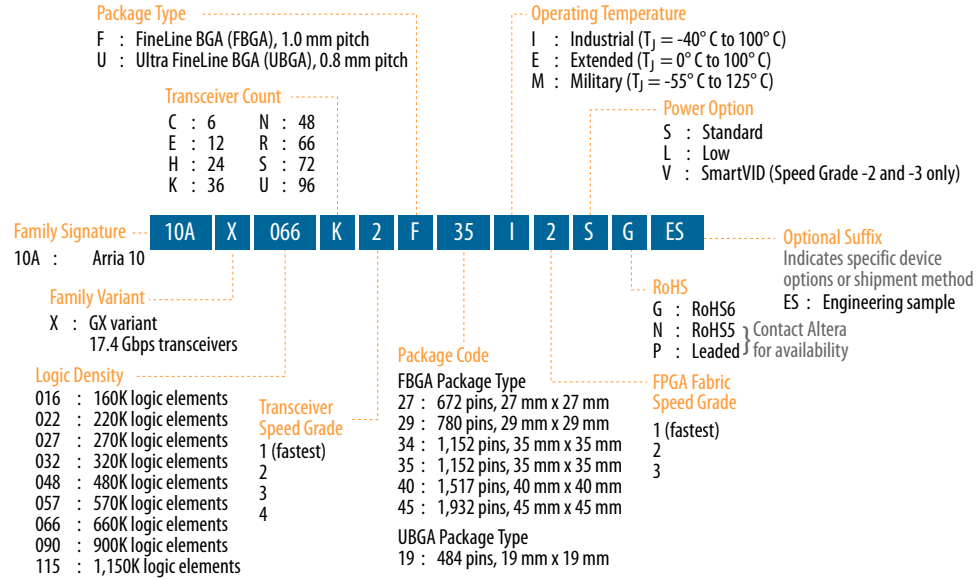 Package Type
F : FineLine BGA (FBGA), 1.0 mm pitch
U : Ultra FineLine BGA (UBGA), 0.8 mm pitch
Operating Temperature
I : Industrial (TJ = -40° C to 100° C)
E : Extended (TJ = 0° C to 100° C)
M : Military (TJ = -55° C to 125° C)
Transceiver Count
C : 6 N : 48
E : 12 R : 66
H : 24 S : 72
K : 36 U : 96
Power Option
S : Standard
L : Low
V : SmartVID (Speed Grade -2 and -3 only)
Family Signature
10A : Arria 10
10A X 066 K 2 F 35 I 2 S G ES
Optional Suffix
Indicates specific device
options or shipment method
ES : Engineering sample
Family Variant
X : GX variant
17.4 Gbps transceivers
RoHS
G : RoHS6
N : RoHS5
P : Leaded
} Contact Altera
for availability
Logic Density
016 : 160K logic elements
022 : 220K logic elements
027 : 270K logic elements
032 : 320K logic elements
048 : 480K logic elements
057 : 570K logic elements
066 : 660K logic elements
090 : 900K logic elements
115 : 1,150K logic elements
Transceiver
Speed Grade
1 (fastest)
2
3
4
Package Code
FBGA Package Type
27 : 672 pins, 27 mm x 27 mm
29 : 780 pins, 29 mm x 29 mm
34 : 1,152 pins, 35 mm x 35 mm
35 : 1,152 pins, 35 mm x 35 mm
40 : 1,517 pins, 40 mm x 40 mm
45 : 1,932 pins, 45 mm x 45 mm
UBGA Package Type
19 : 484 pins, 19 mm x 19 mm
FPGA Fabric
Speed Grade
1 (fastest)
2
3